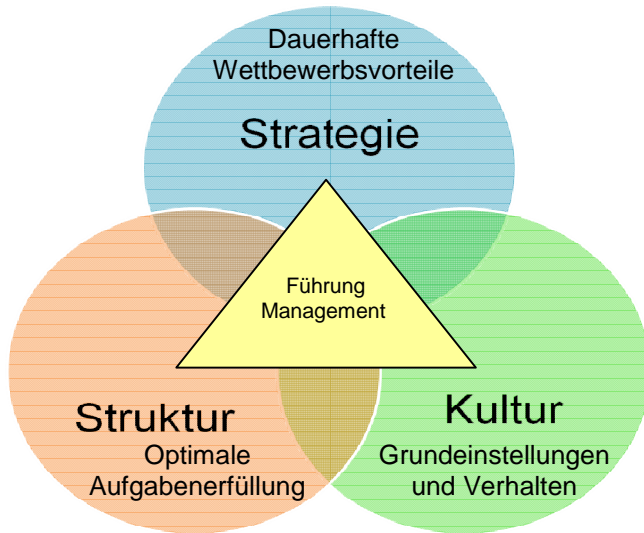 Dauerhafte
Wettbewerbsvorteile
Strategie
Führung
Management
Struktur
Optimale
Aufgabenerfüllung
Kultur
Grundeinstellungen
und Verhalten